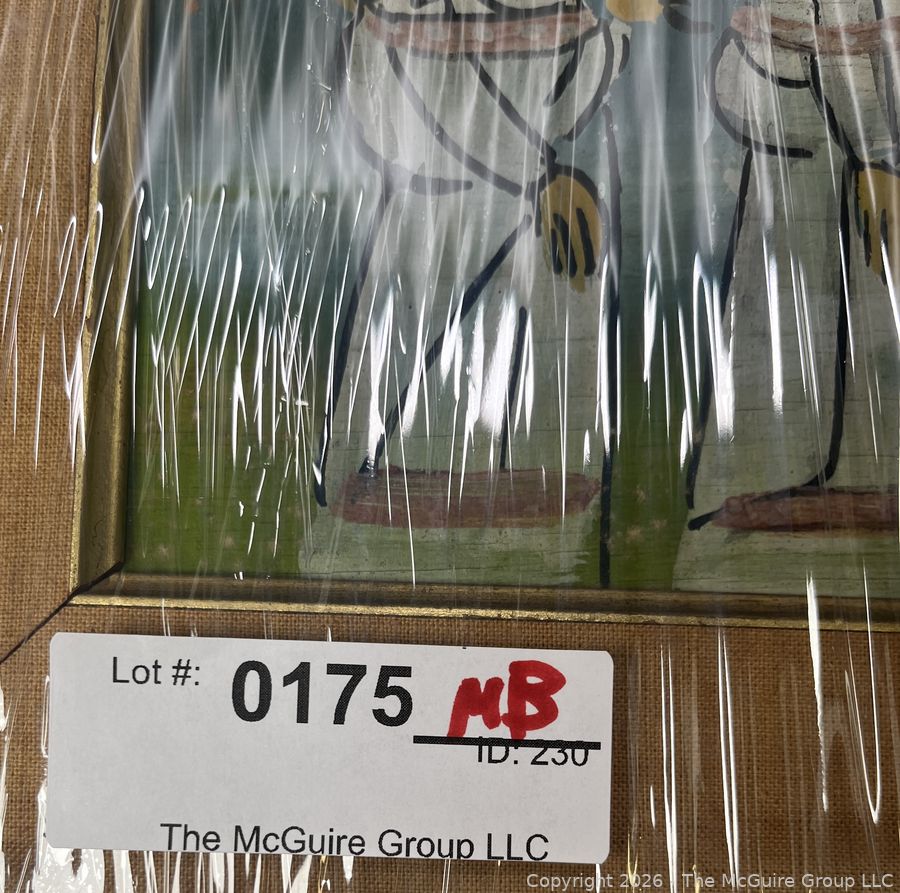 Lot #: 0175 MB
ID: 230
The McGuire Group LLC
Copyright 2026 - The McGuire Group LLC